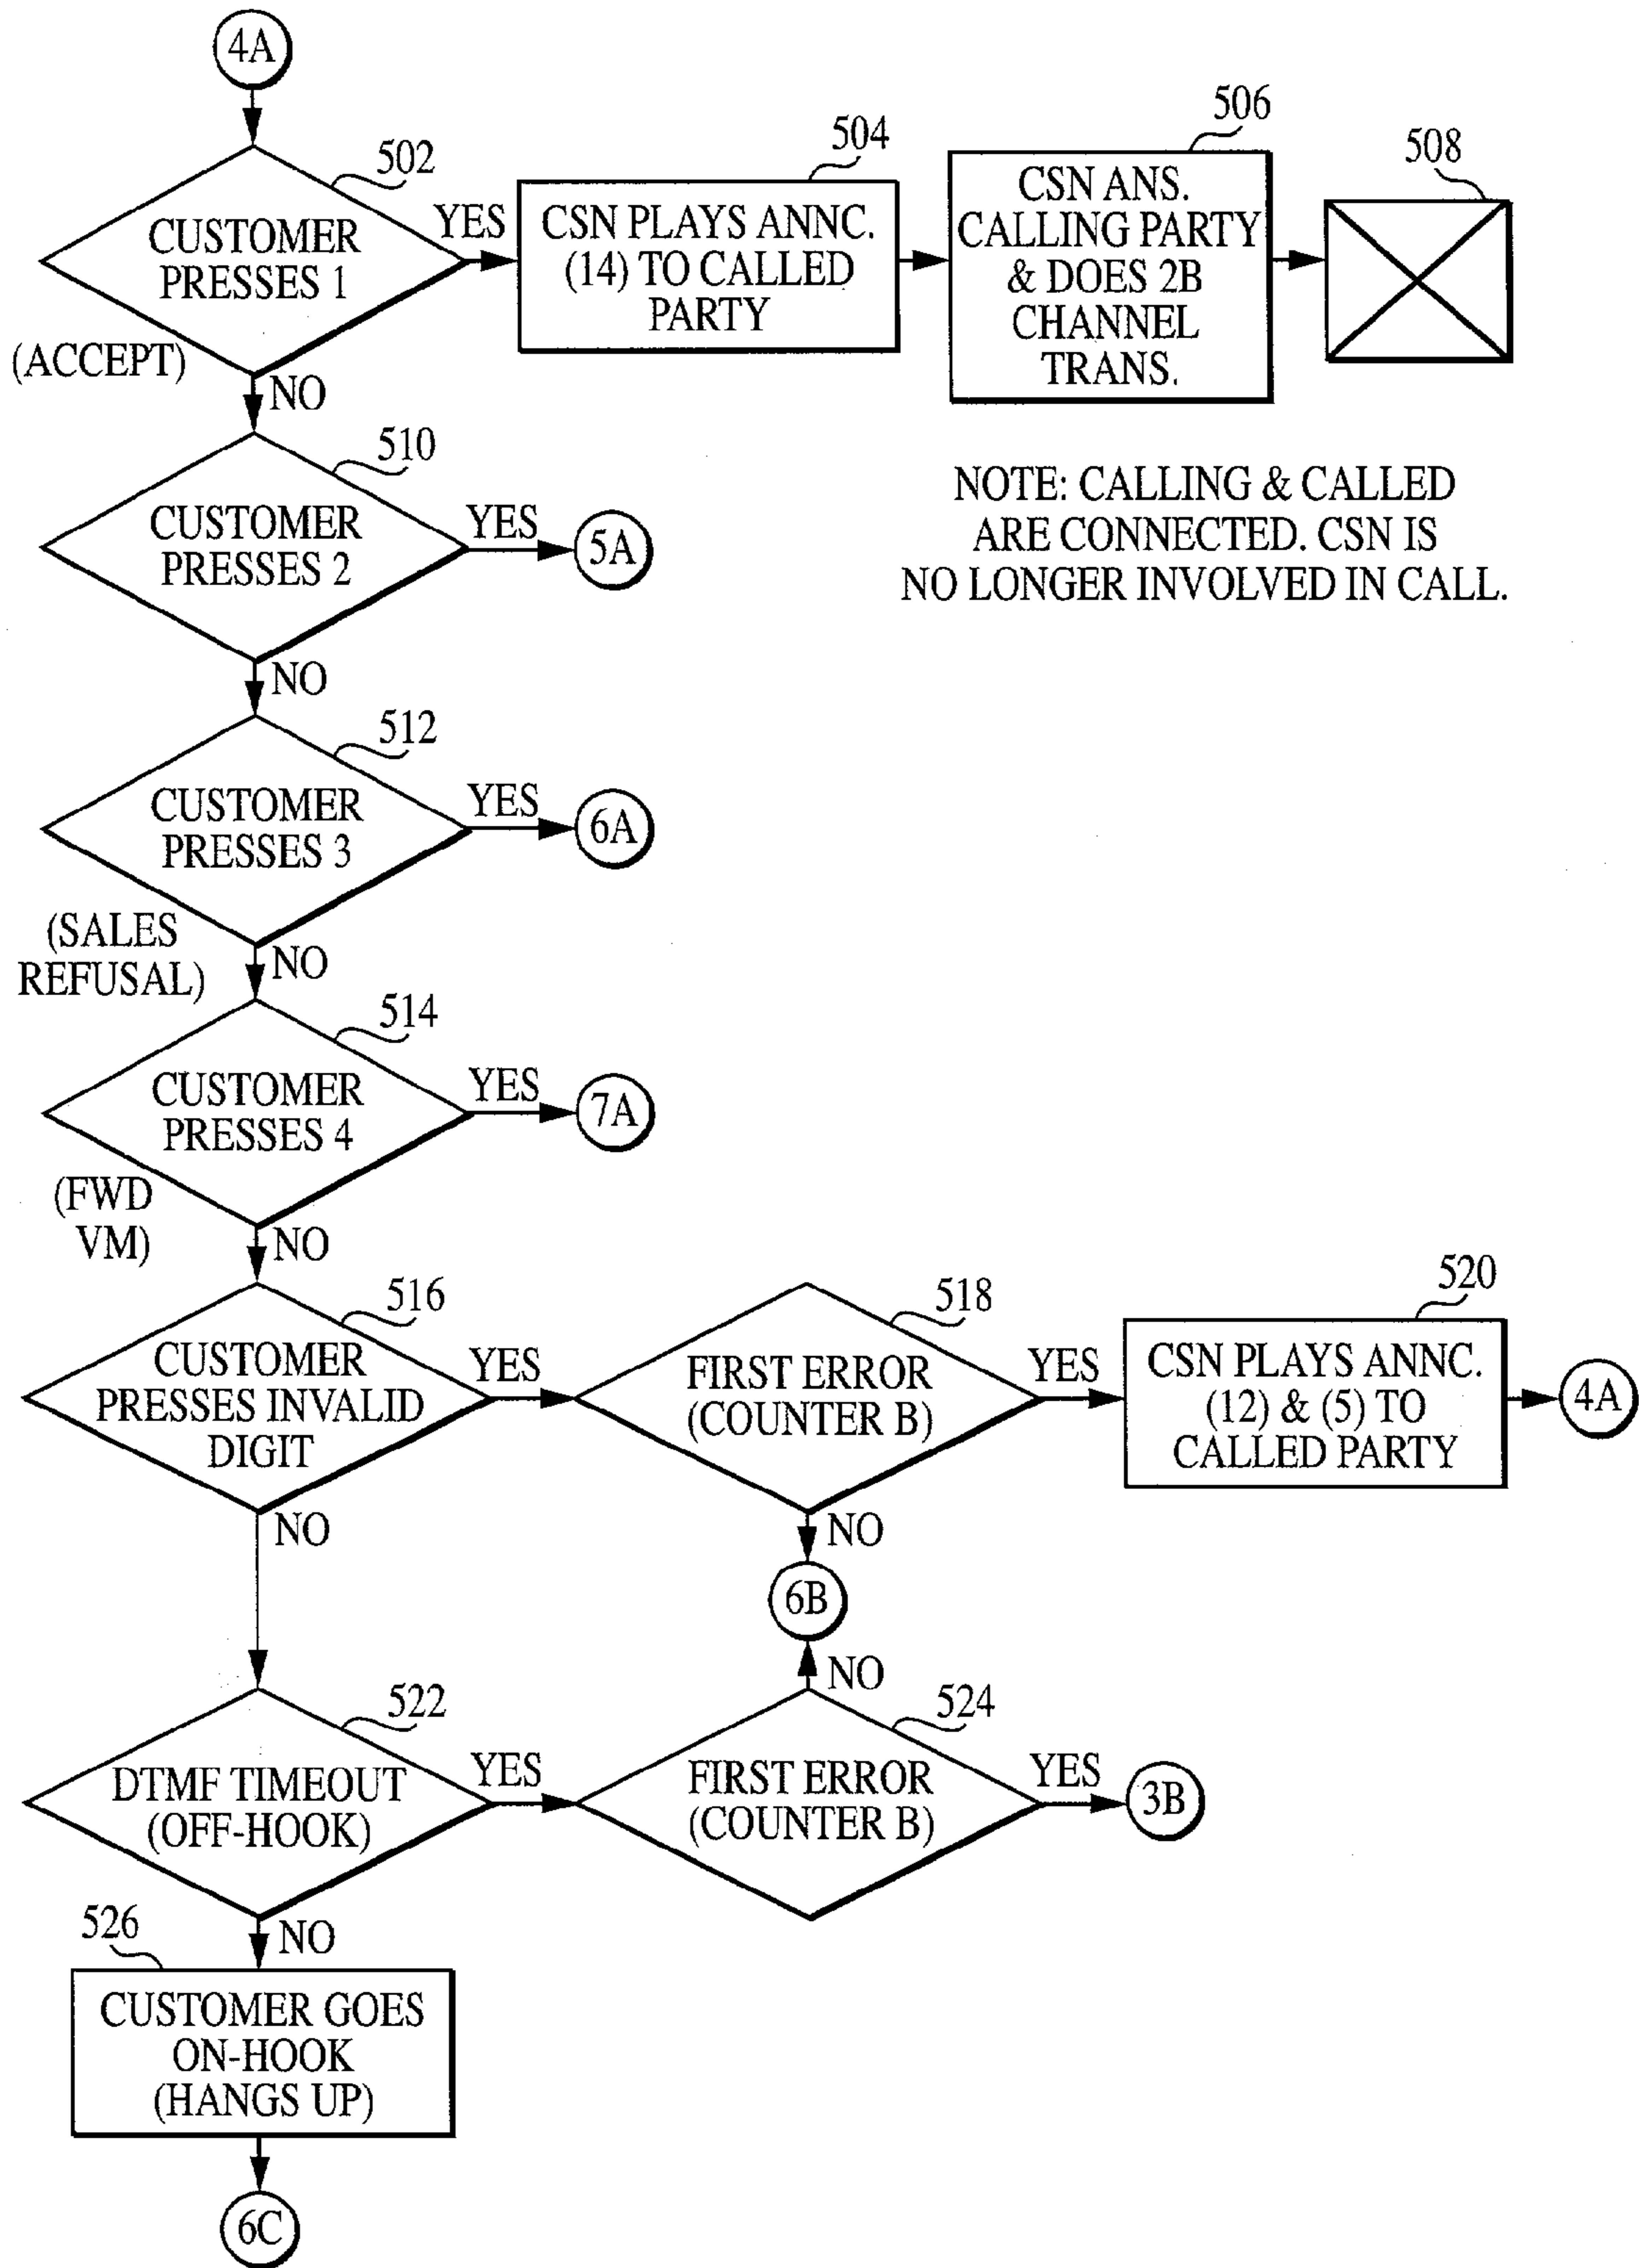 4A
502
CUSTOMER
PRESSES 1
(ACCEPT)
YES
NO
504
CSN PLAYS ANNC.
(14) TO CALLED
PARTY
506
CSN ANS.
CALLING PARTY
& DOES 2B
CHANNEL
TRANS.
508
NOTE: CALLING & CALLED
ARE CONNECTED. CSN IS
NO LONGER INVOLVED IN CALL.
510
CUSTOMER
PRESSES 2
YES
5A
NO
512
CUSTOMER
PRESSES 3
YES
6A
(SALES
REFUSAL)
NO
514
CUSTOMER
PRESSES 4
YES
7A
(FWD
VM)
NO
516
CUSTOMER
PRESSES INVALID
DIGIT
YES
NO
518
FIRST ERROR
(COUNTER B)
YES
520
CSN PLAYS ANNC.
(12) & (5) TO
CALLED PARTY
4A
NO
6B
NO
522
DTMF TIMEOUT
(OFF-HOOK)
YES
524
FIRST ERROR
(COUNTER B)
YES
3B
NO
526
CUSTOMER GOES
ON-HOOK
(HANGS UP)
6C